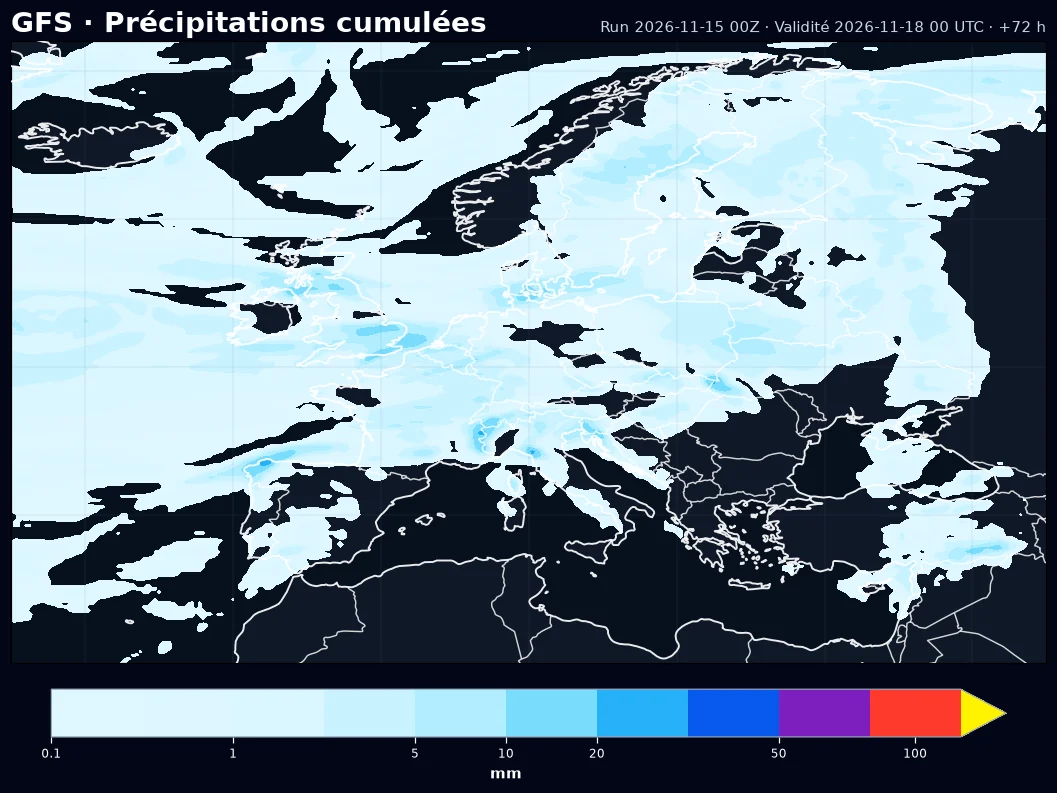 GFS · Précipitations cumulées
Run 2026-11-15 00Z · Validité 2026-11-18 00 UTC · +72 h
0.1 1 5 10 20 50 100
mm